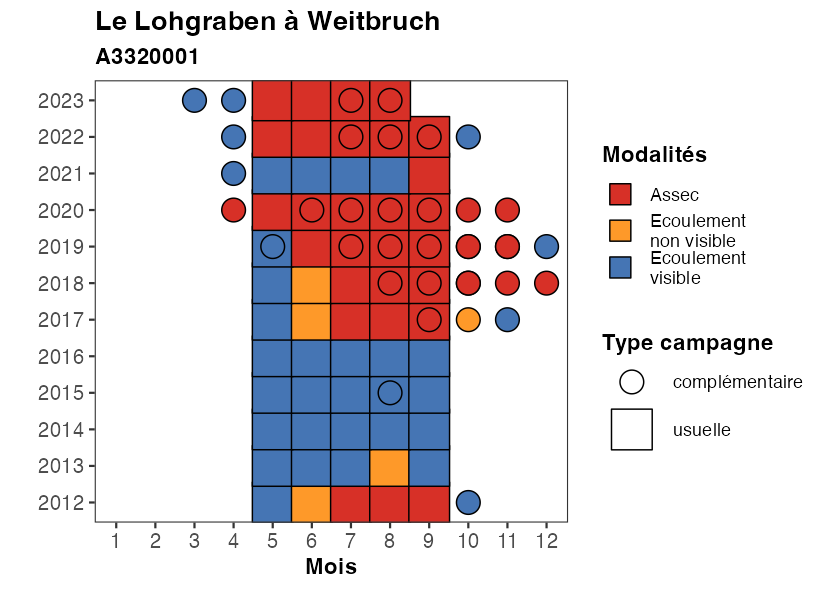 Le Lohgraben à Weitbruch
A3320001
2023
2022
2021
2020
2019
2018
2017
2016
2015
2014
2013
2012
1 2 3 4 5 6 7 8 9 10 11 12
Mois
Modalités
Assec
Ecoulement
non visible
Ecoulement
visible
Type campagne
complémentaire
usuelle